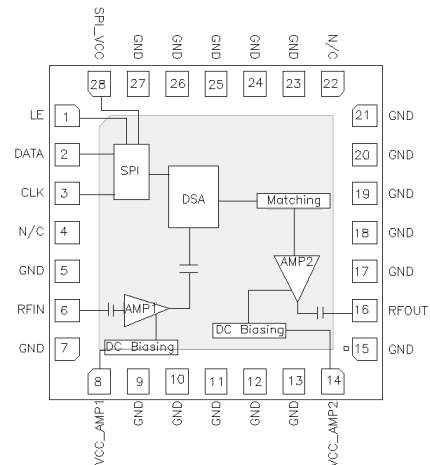 SPI_VCC
GND
GND
GND
GND
GND
N/C
28
27
26
25
24
23
22
LE
1
21
GND
DATA
2
SPI
20
GND
CLK
3
DSA
Matching
19
GND
N/C
4
18
GND
GND
5
AMP2
17
GND
RFIN
6
AMP1
16
RFOUT
DC Biasing
GND
7
DC Biasing
15
GND
8
9
10
11
12
13
14
VCC_AMP1
GND
GND
GND
GND
GND
VCC_AMP2